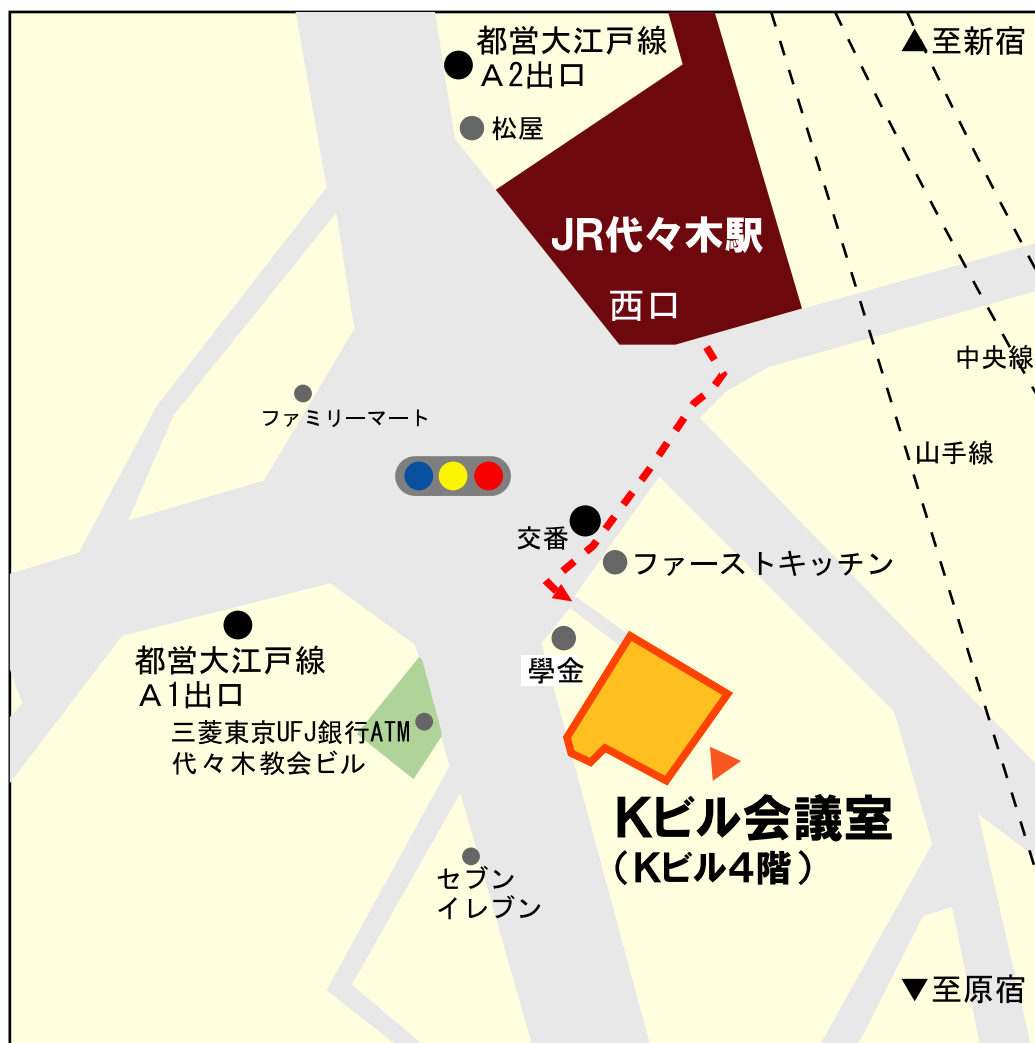 都営大江戸線
A2出口
▲至新宿
松屋
JR代々木駅
西口
中央線
ファミリーマート
山手線
交番
ファーストキッチン
都営大江戸線
A1出口
學金
三菱東京UFJ銀行ATM
代々木教会ビル
Kビル会議室
(Kビル4階)
セブン
イレブン
▼至原宿